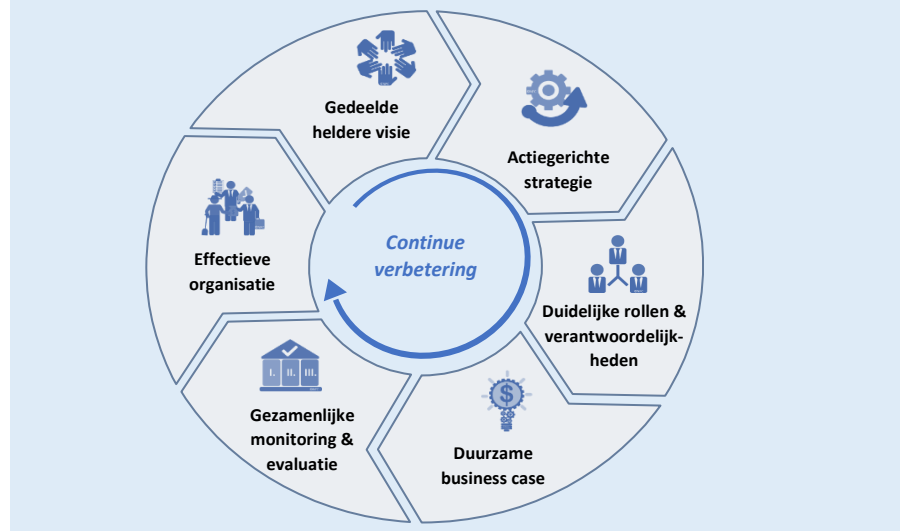 Gedeelde
heldere visie
Actiegerichte
strategie
Duidelijke rollen &
verantwoordelijk-
heden
Duurzame
business case
$
Gezamenlijke
monitoring &
evaluatie
I. II. III.
Effectieve
organisatie
Continue
verbetering